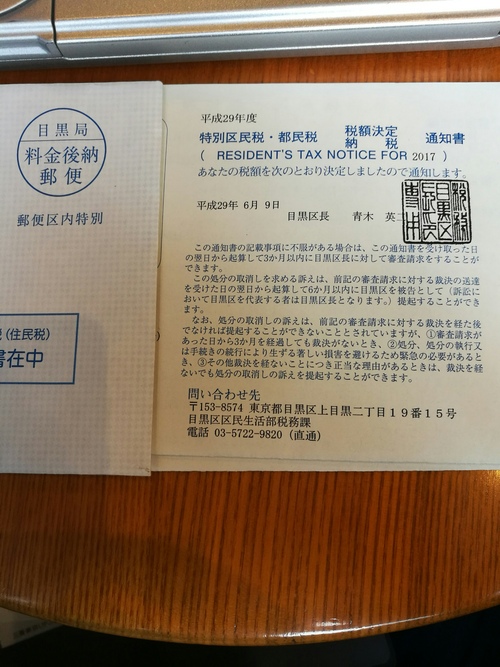 目黒局
料金後納
郵便
郵便区内特別
(住民税)
書在中
平成29年度
特別区民税・都民税 税額決定 通知書
納税
( RESIDENT'S TAX NOTICE FOR 2017 )
あなたの税額を次のとおり決定しましたので通知します。
平成29年 6月 9日
目黒区長 青木 英二
この通知書の記載事項に不服がある場合は、この通知書を受け取った日
の翌日から起算して3か月以内に目黒区長に対して審査請求をすることが
できます。
この処分の取消しを求める訴えは、前記の審査請求に対する裁決の送達
を受けた日の翌日から起算して6か月以内に目黒区を被告として（訴訟に
おいて目黒区を代表する者は目黒区長となります。）提起することができ
ます。
なお、処分の取消しの訴えは、前記の審査請求に対する裁決を経た後
でなければ提起することができないこととされていますが、①審査請求が
あった日から3か月を経過しても裁決がないとき、②処分、処分の執行又
は手続きの続行により生ずる著しい損害を避けるため緊急の必要があると
き、③その他裁決を経ないことにつき正当な理由があるときは、裁決を経
ないでも処分の取消しの訴えを提起することができます。
問い合わせ先
〒153-8574 東京都目黒区上目黒二丁目19番15号
目黒区区民生活部税務課
電話 03-5722-9820（直通）